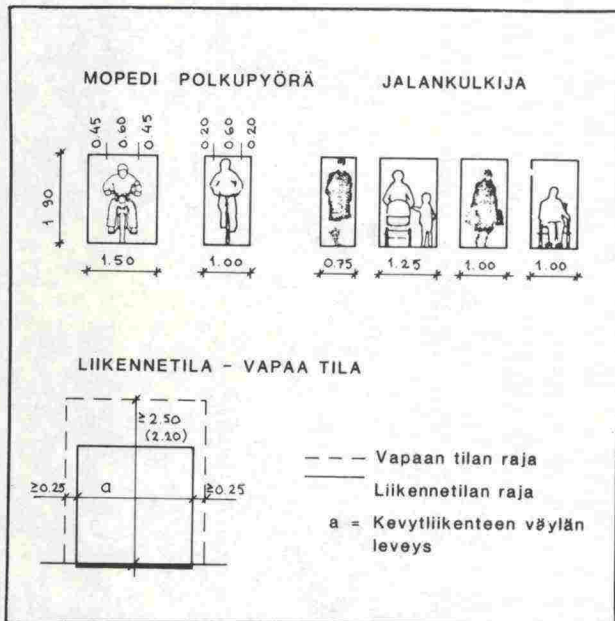 MOPEDI POLKUPYÖRÄ JALANKULKIJA
0.45 0.60 0.45 0.20 0.60 0.20
1.90
1.50 1.00 0.75 1.25 1.00 1.00
LIIKENNETILA - VAPAA TILA
≥2.50
(2.20)
≥0.25 a ≥0.25
Vapaan tilan raja
Liikennetilan raja
a = Kevytliikenteen väylän
leveys